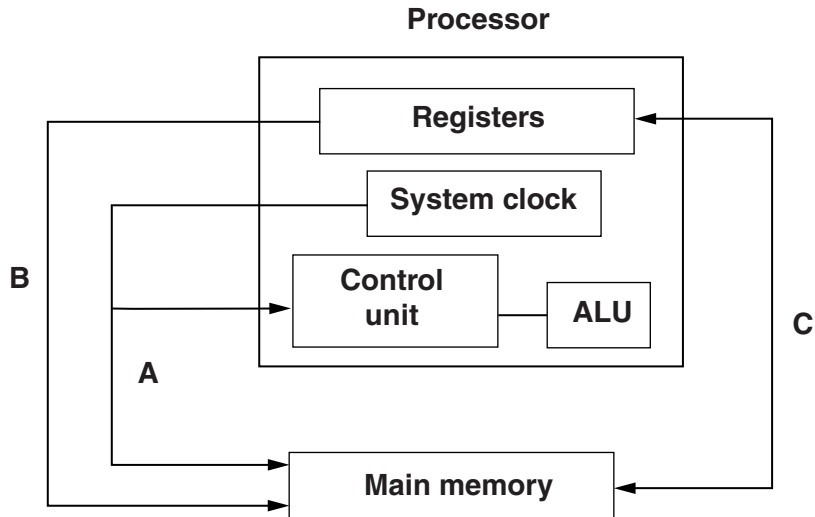 Processor
Registers
System clock
B
Control
unit
ALU
C
A
Main memory